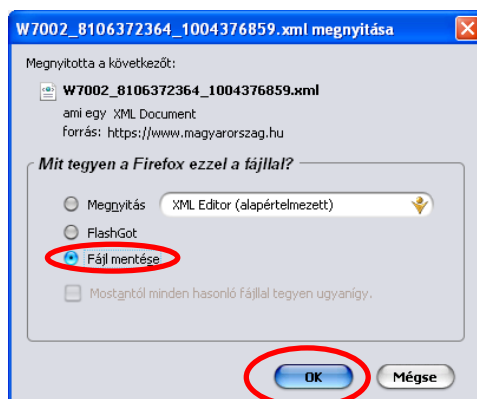 W7002_8106372364_1004376859.xml megnyitása
Megnyitotta a következőt:
W7002_8106372364_1004376859.xml
ami egy XML Document
forrás: https://www.magyarorszag.hu
Mit tegyen a Firefox ezzel a fájllal?
Megnyitás XML Editor (alapértelmezett)
FlashGot
Fájl mentése
Mostantól minden hasonló fájllal tegyen ugyanígy.
OK Mégse